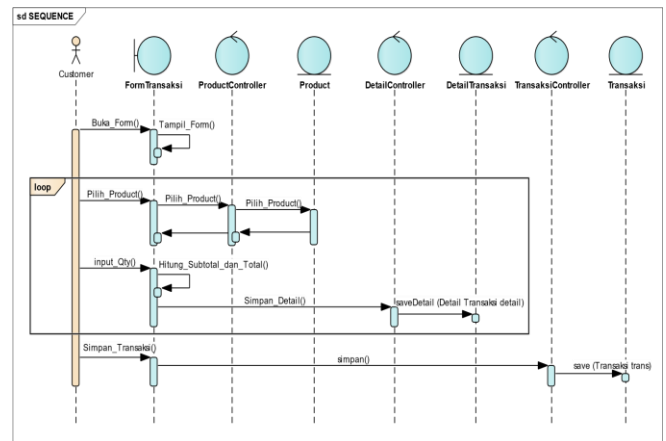 sd SEQUENCE
Customer
FormTransaksi
ProductController
Product
DetailController
DetailTransaksi
TransaksiController
Transaksi
Buka_Form()
Tampil_Form()
loop
Pilih_Product()
Pilih_Product()
Pilih_Product()
input_Qty()
Hitung_Subtotal_dan_Total()
Simpan_Detail()
saveDetail (Detail Transaksi detail)
Simpan_Transaksi()
simpan()
save (Transaksi trans)